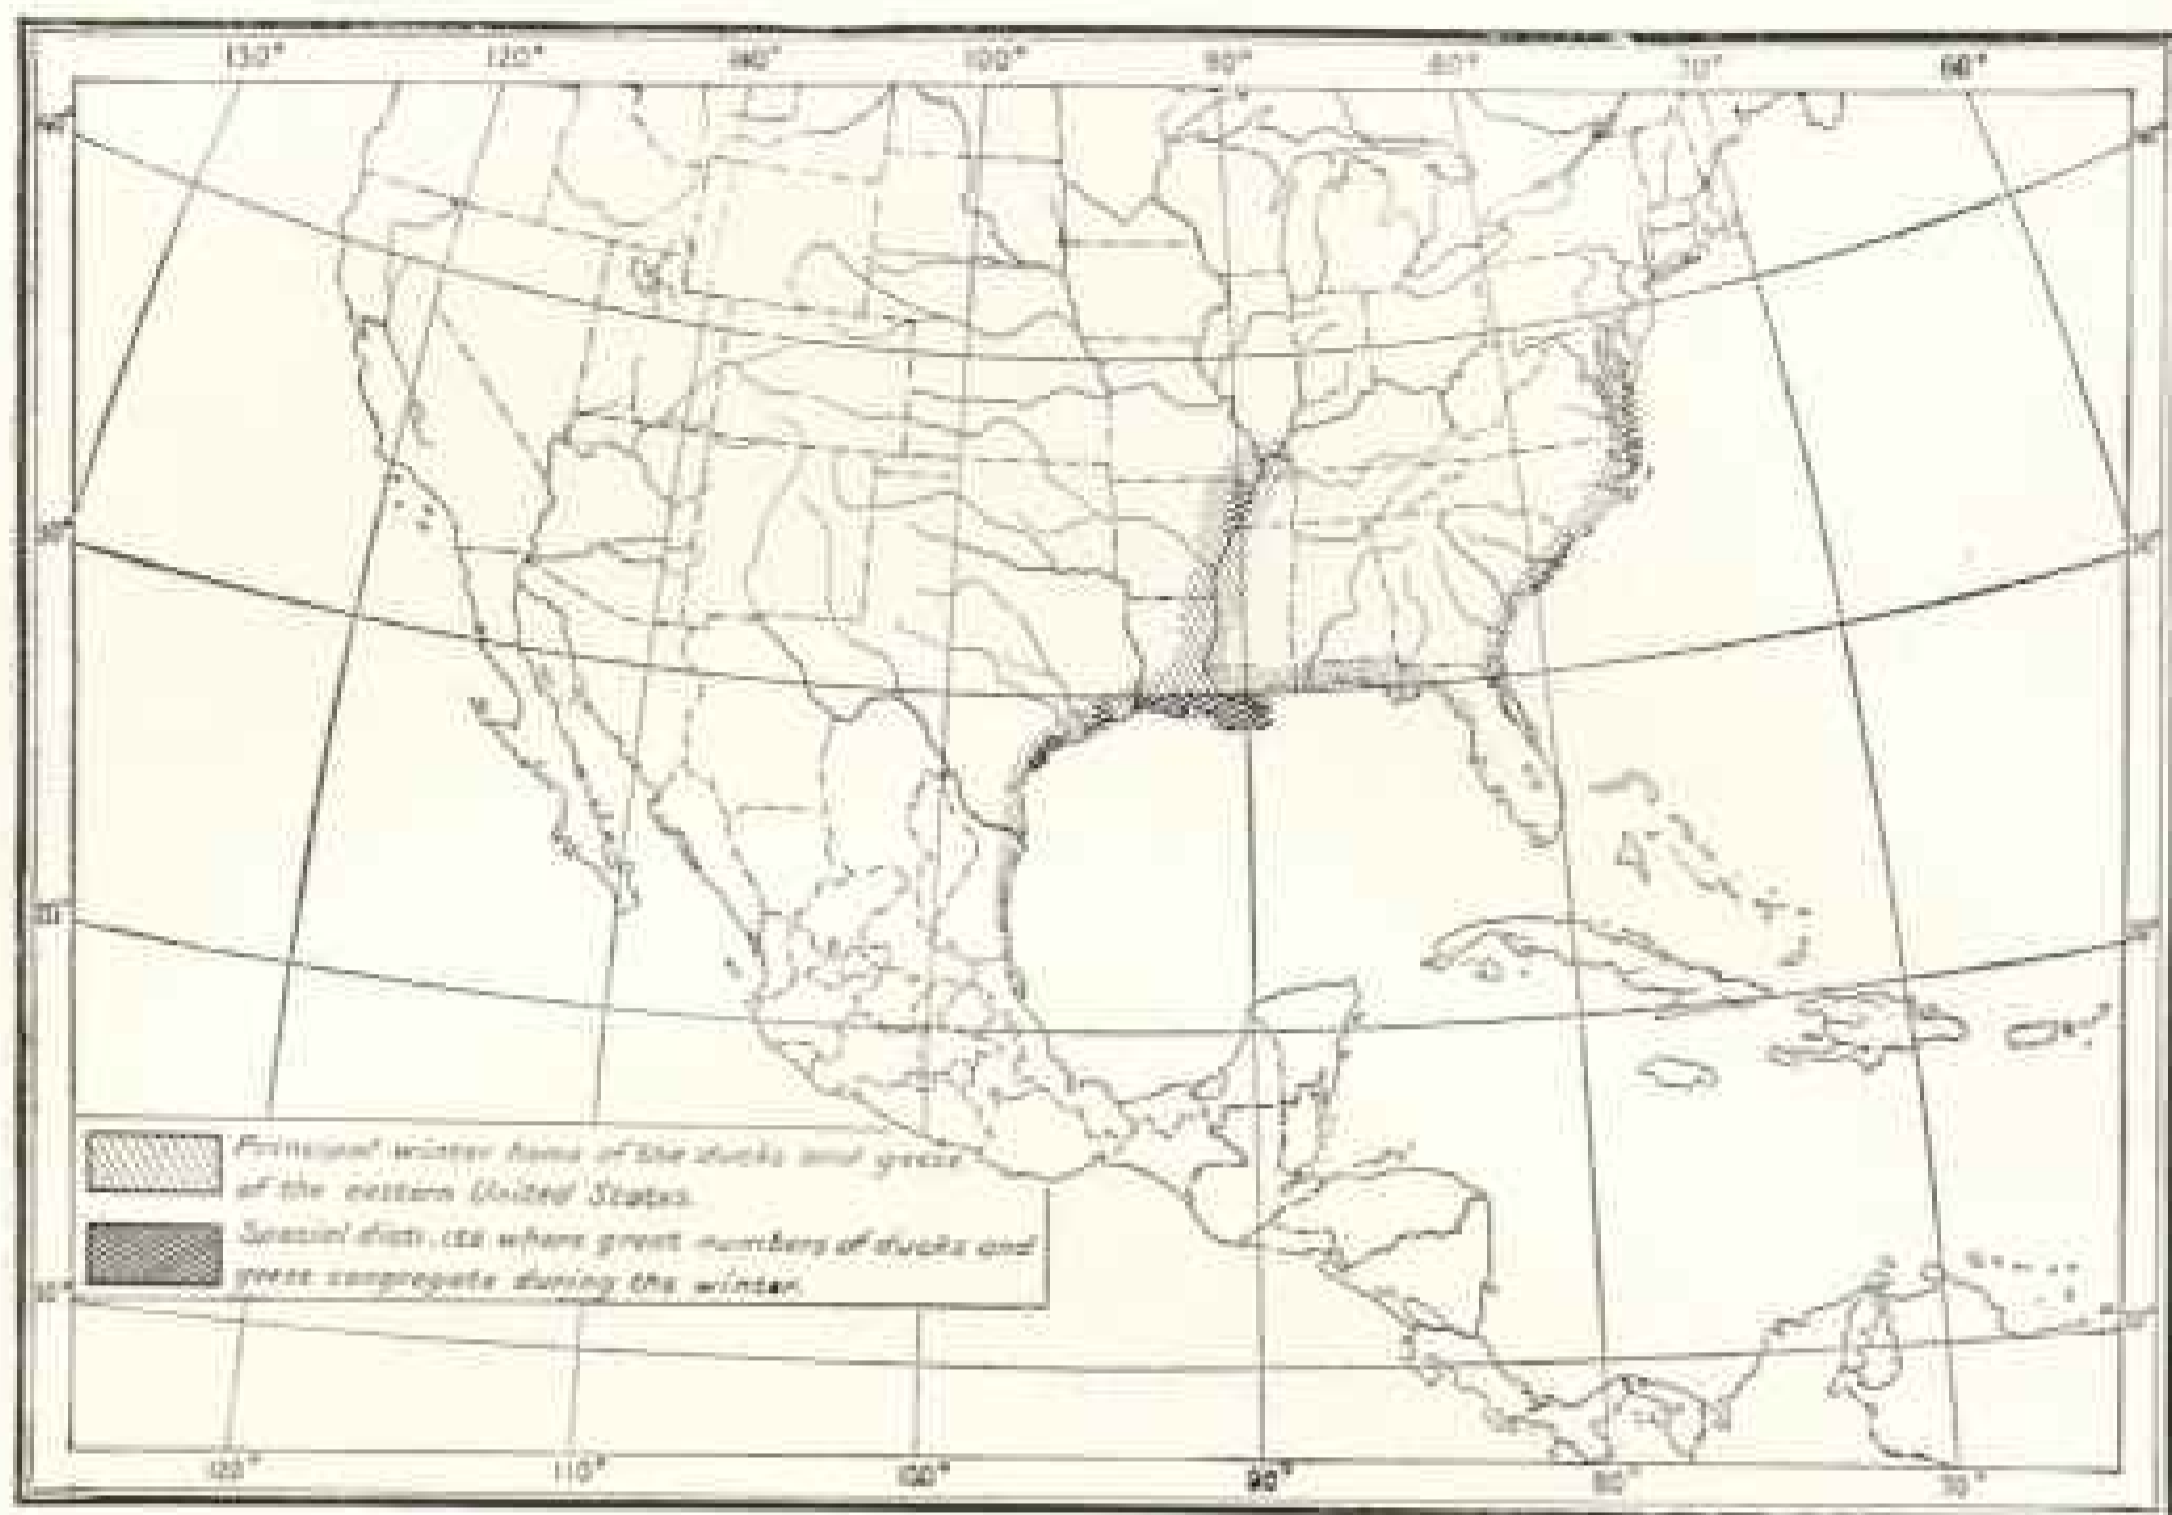 130° 120° 100° 90° 80° 70° 60°
Principal winter home of the ducks and geese
of the eastern United States.
Special districts where great numbers of ducks and
geese congregate during the winter.
120° 110° 100° 90° 80° 70°